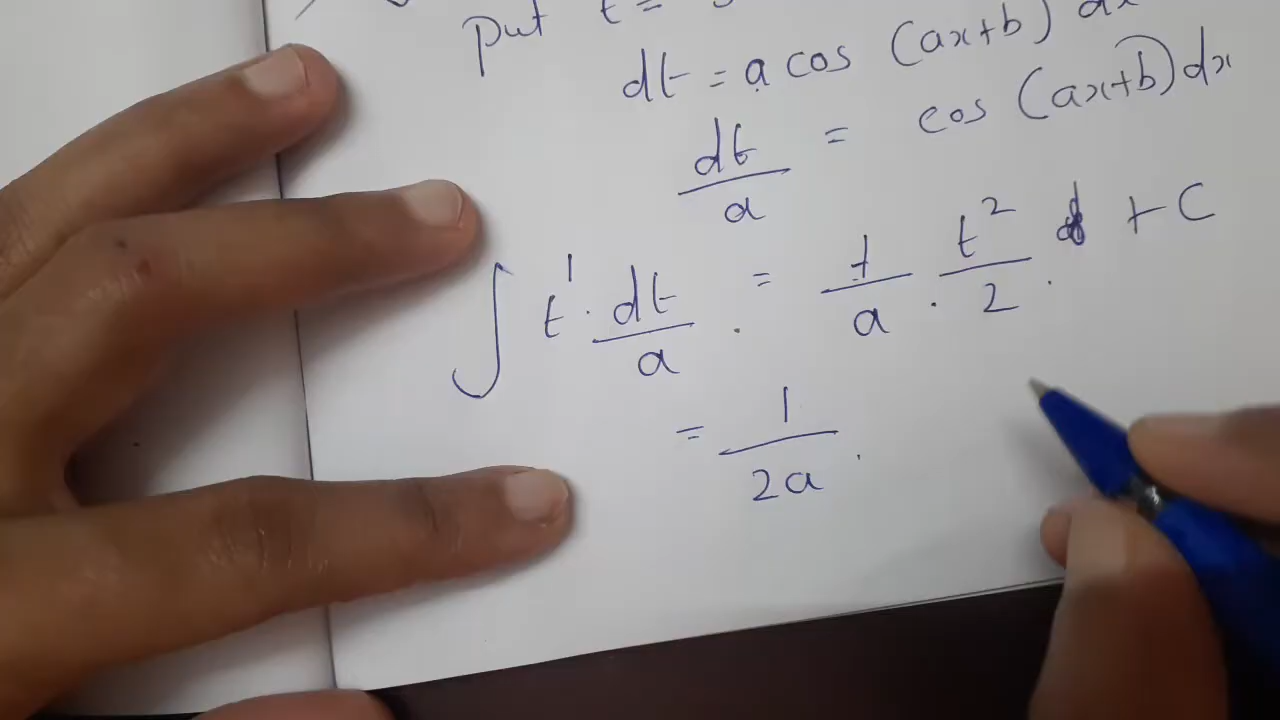 put t =
dt = a cos (ax+b) dx
dt/a = cos (ax+b) dx
∫ t¹ · dt/a = 1/a · t²/2 + C
= 1/2a ·